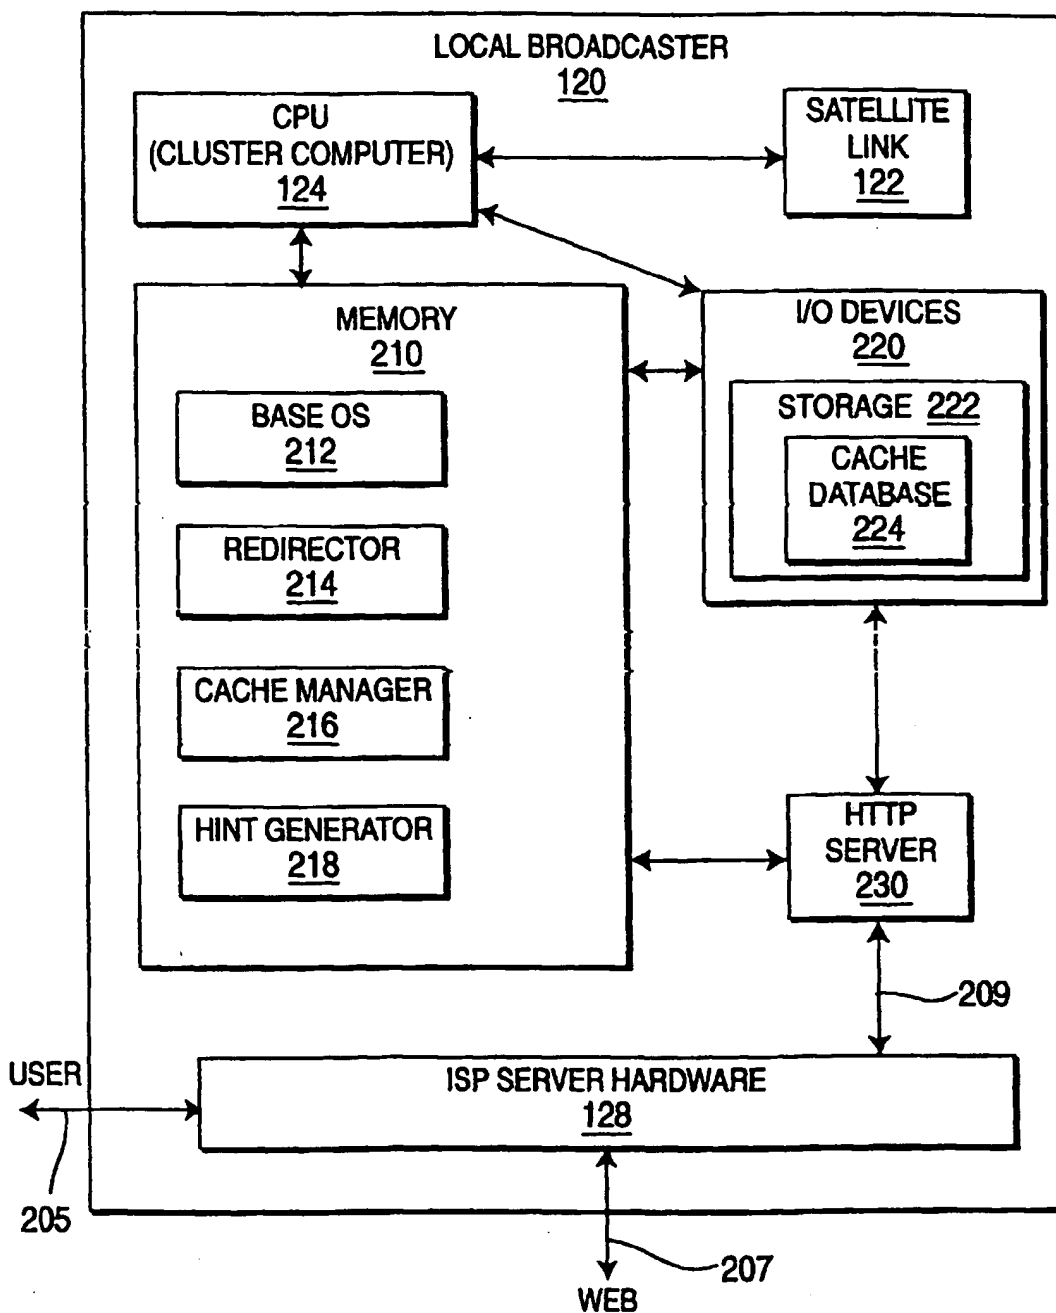 LOCAL BROADCASTER
120
CPU
(CLUSTER COMPUTER)
124
SATELLITE
LINK
122
MEMORY
210
BASE OS
212
REDIRECTOR
214
CACHE MANAGER
216
HINT GENERATOR
218
I/O DEVICES
220
STORAGE 222
CACHE
DATABASE
224
HTTP
SERVER
230
209
USER
205
ISP SERVER HARDWARE
128
207
WEB